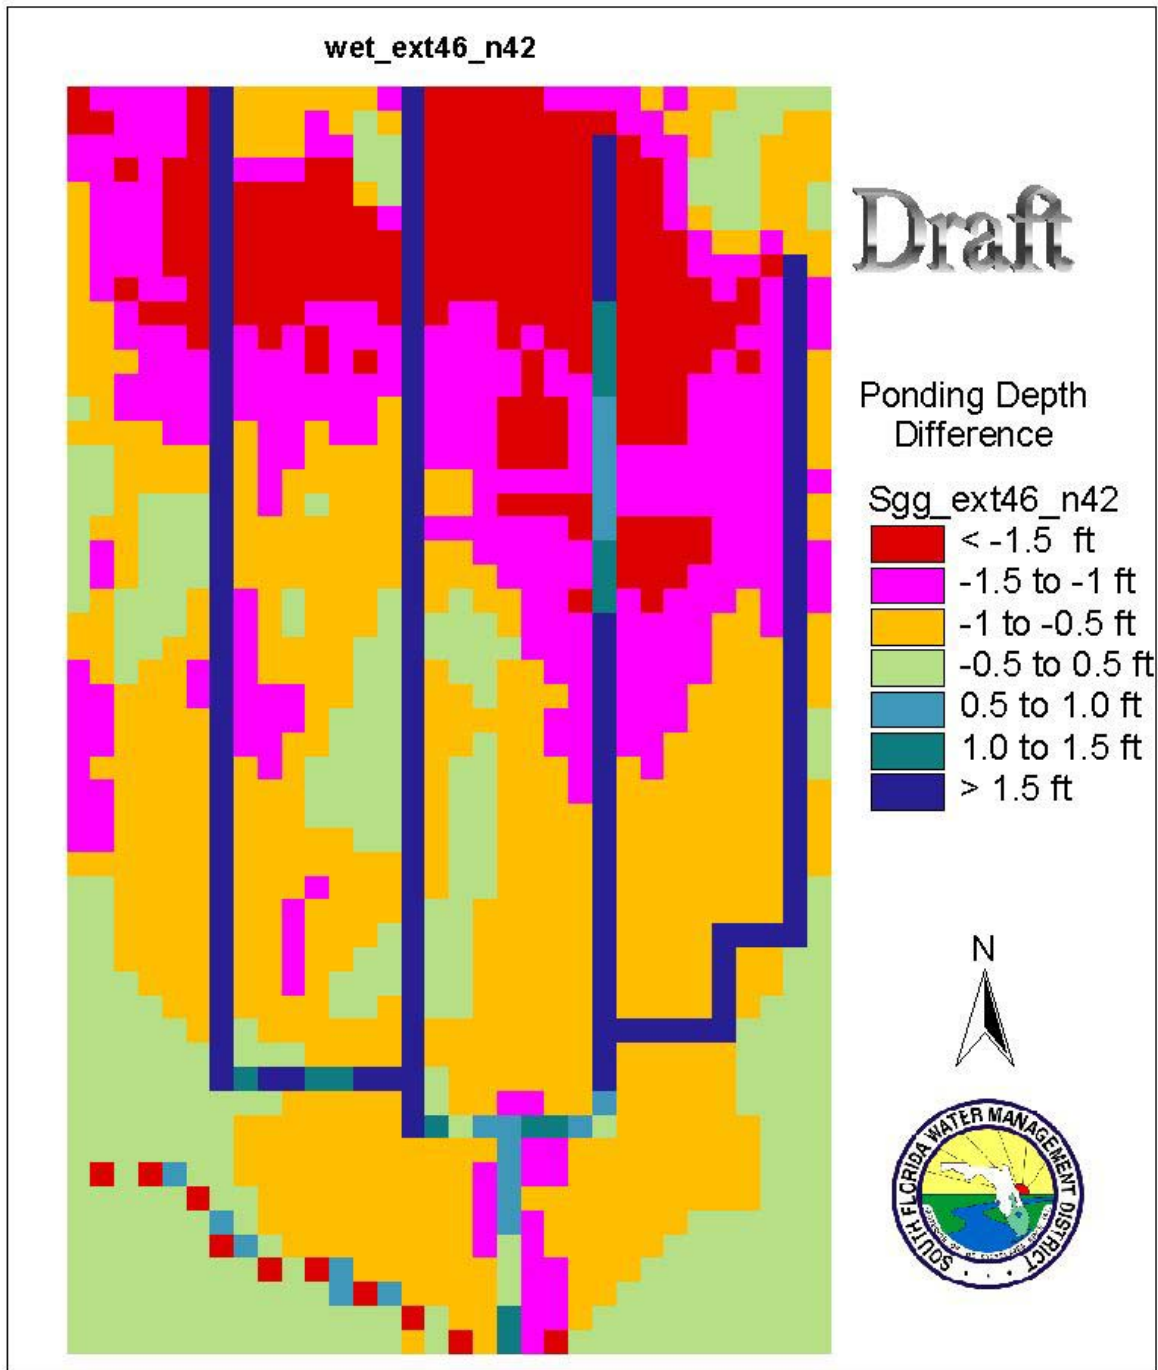 wet_ext46_n42
Draft
Ponding Depth
Difference
Sgg_ext46_n42
< -1.5 ft
-1.5 to -1 ft
-1 to -0.5 ft
-0.5 to 0.5 ft
0.5 to 1.0 ft
1.0 to 1.5 ft
> 1.5 ft
N
SOUTH FLORIDA WATER MANAGEMENT DISTRICT